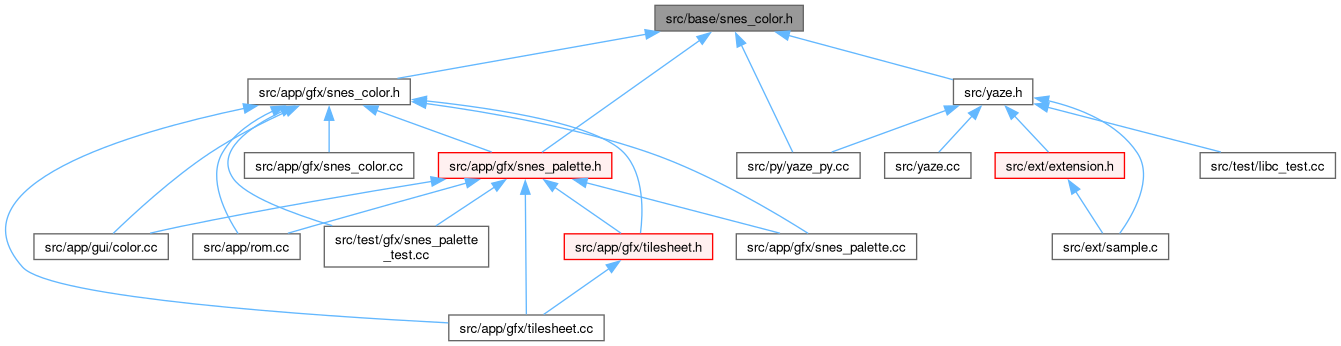 src/base/snes_color.h
src/app/gfx/snes_color.h
src/yaze.h
src/app/gfx/snes_color.cc
src/app/gfx/snes_palette.h
src/py/yaze_py.cc
src/yaze.cc
src/ext/extension.h
src/test/libc_test.cc
src/app/gui/color.cc
src/app/rom.cc
src/test/gfx/snes_palette
_test.cc
src/app/gfx/tilesheet.h
src/app/gfx/snes_palette.cc
src/ext/sample.c
src/app/gfx/tilesheet.cc